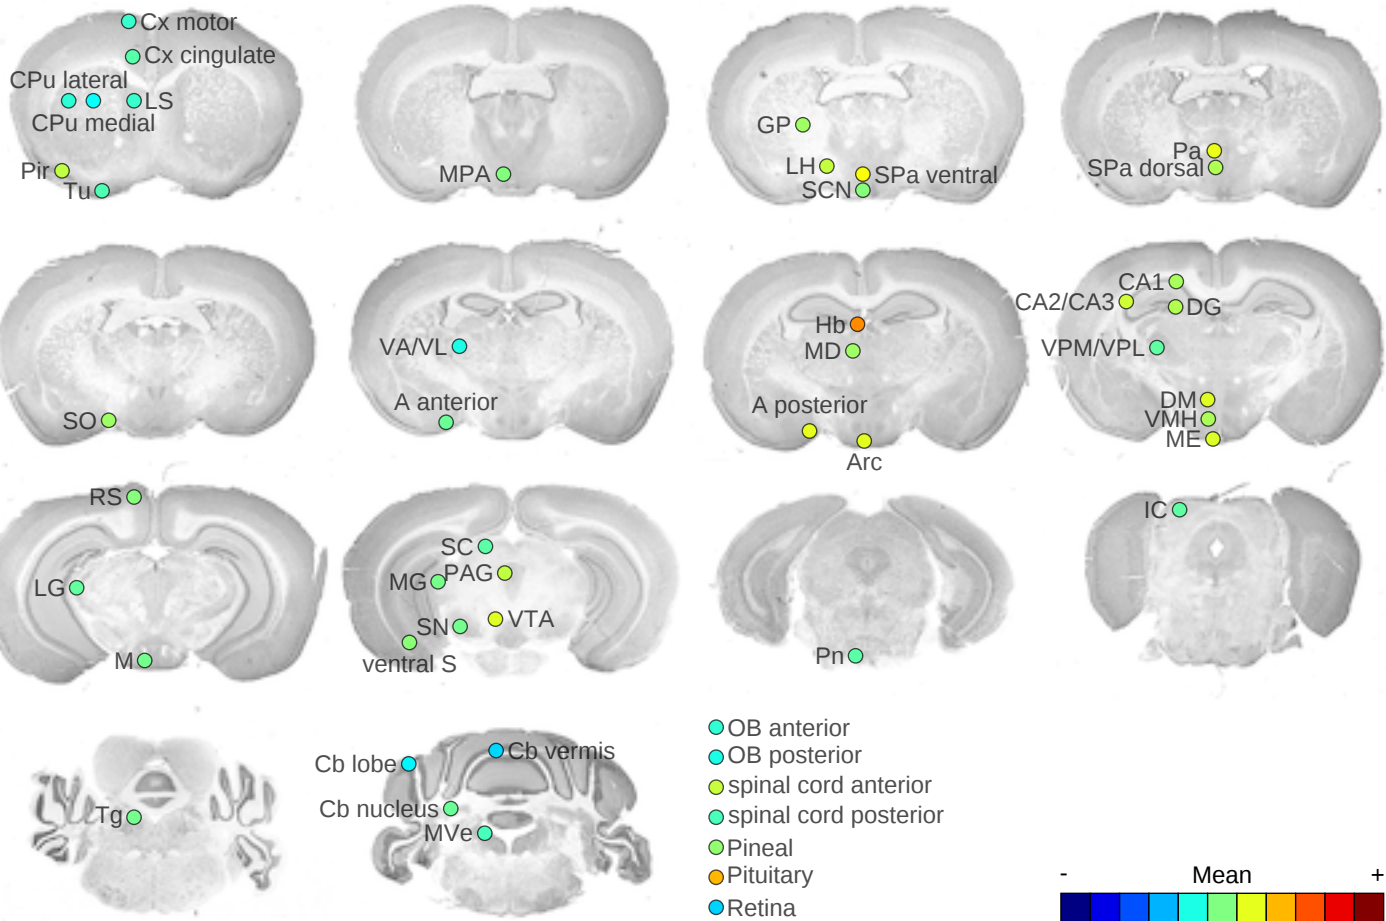 Cx motor
Cx cingulate
CPu lateral
LS
CPu medial
Pir
Tu
MPA
GP
LH
SPa ventral
SCN
Pa
SPa dorsal
SO
VA/VL
A anterior
Hb
MD
A posterior
Arc
CA1
CA2/CA3
DG
VPM/VPL
DM
VMH
ME
RS
LG
M
SC
MG
PAG
SN
VTA
ventral S
Pn
IC
Tg
Cb lobe
Cb vermis
Cb nucleus
MVe
OB anterior
OB posterior
spinal cord anterior
spinal cord posterior
Pineal
Pituitary
Retina
- Mean +